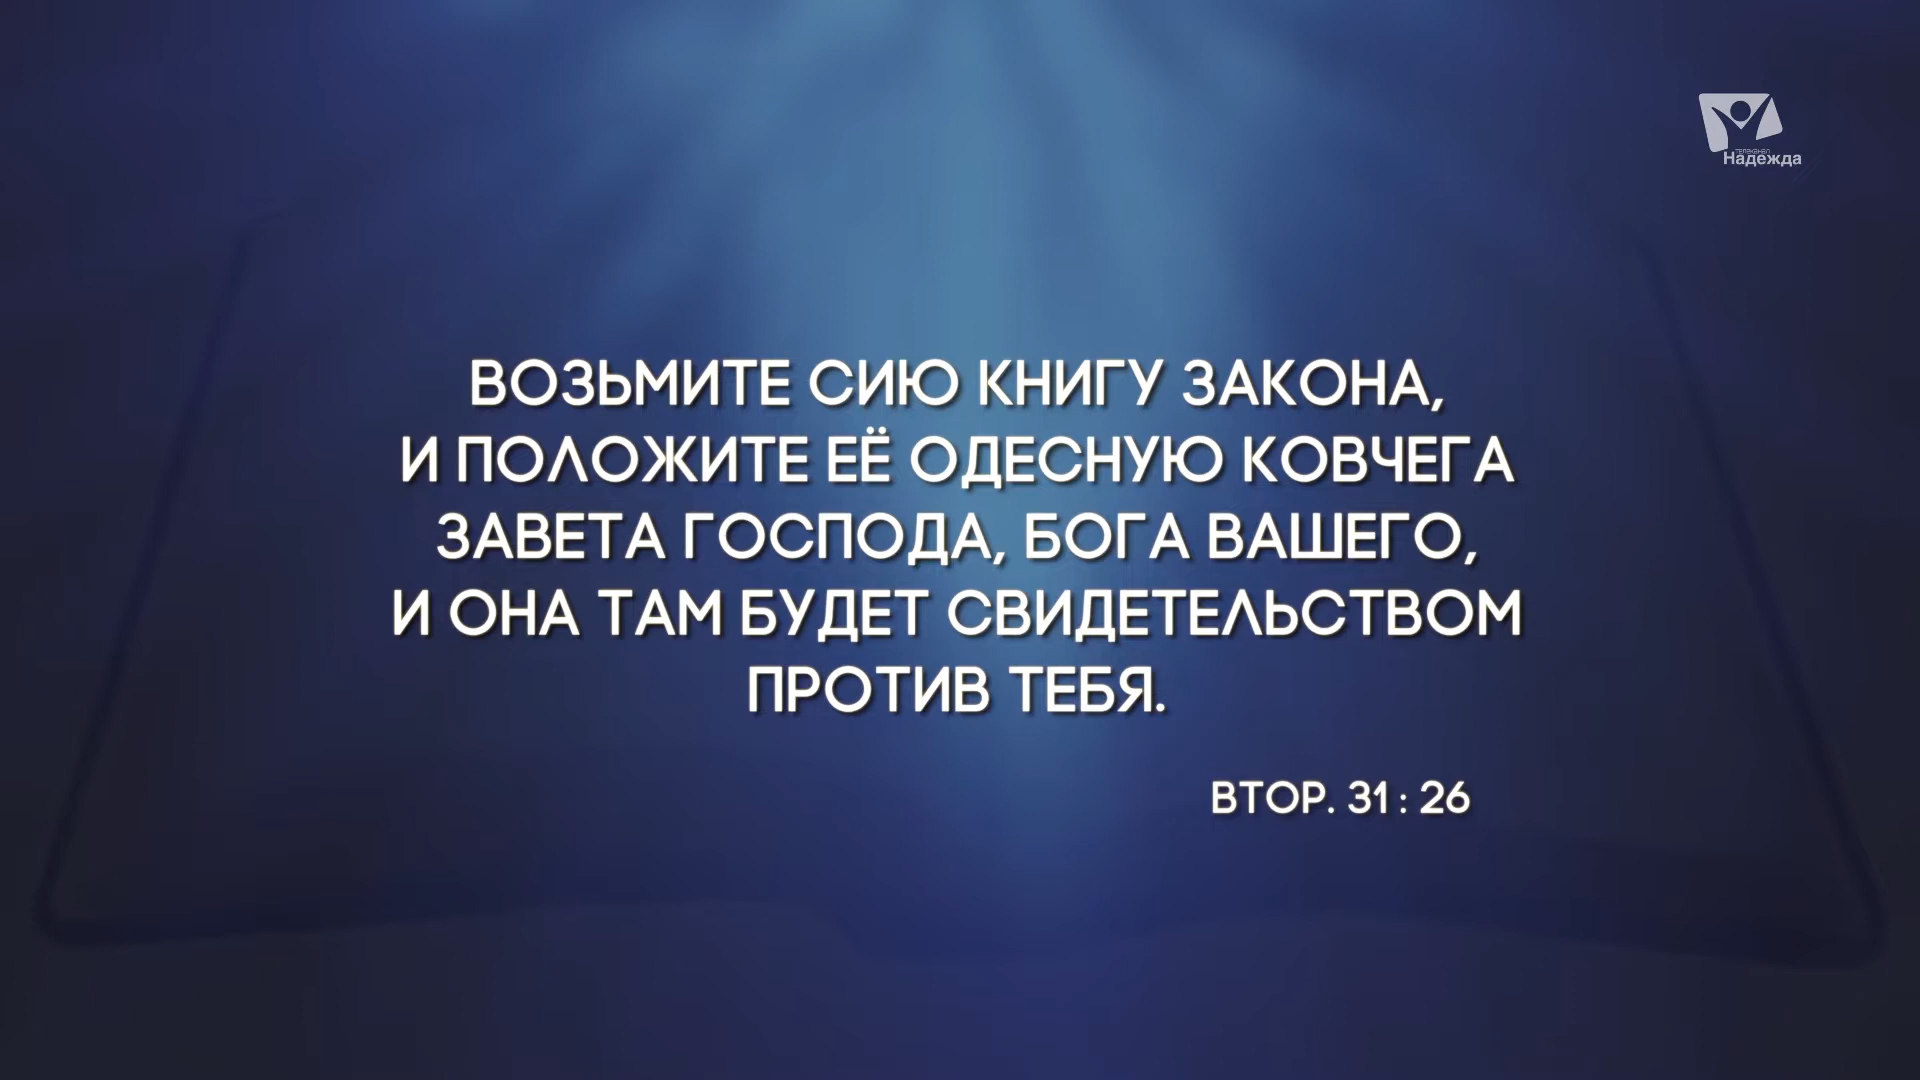 телеканал
Надежда
ВОЗЬМИТЕ СИЮ КНИГУ ЗАКОНА,
И ПОЛОЖИТЕ ЕЁ ОДЕСНУЮ КОВЧЕГА
ЗАВЕТА ГОСПОДА, БОГА ВАШЕГО,
И ОНА ТАМ БУДЕТ СВИДЕТЕЛЬСТВОМ
ПРОТИВ ТЕБЯ.
ВТОР. 31 : 26